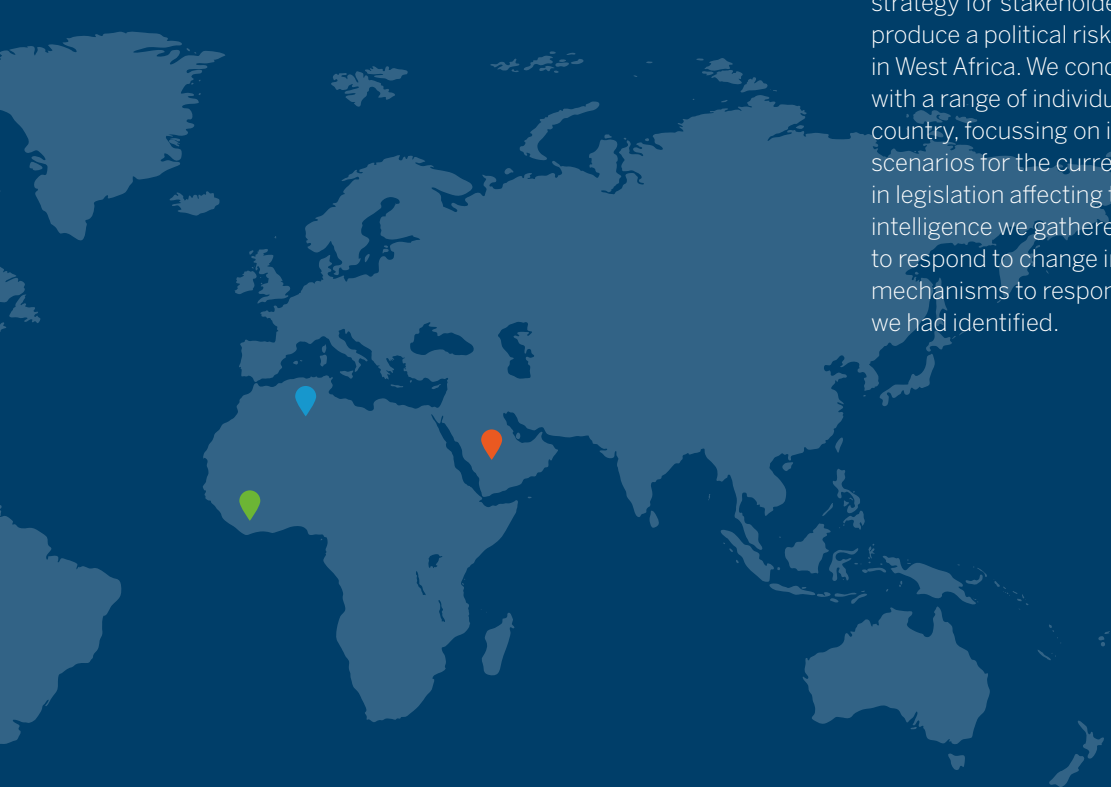 strategy for stakeholde
produce a political risk
in West Africa. We cond
with a range of individu
country, focussing on i
scenarios for the curre
in legislation affecting t
intelligence we gathere
to respond to change i
mechanisms to respon
we had identified.